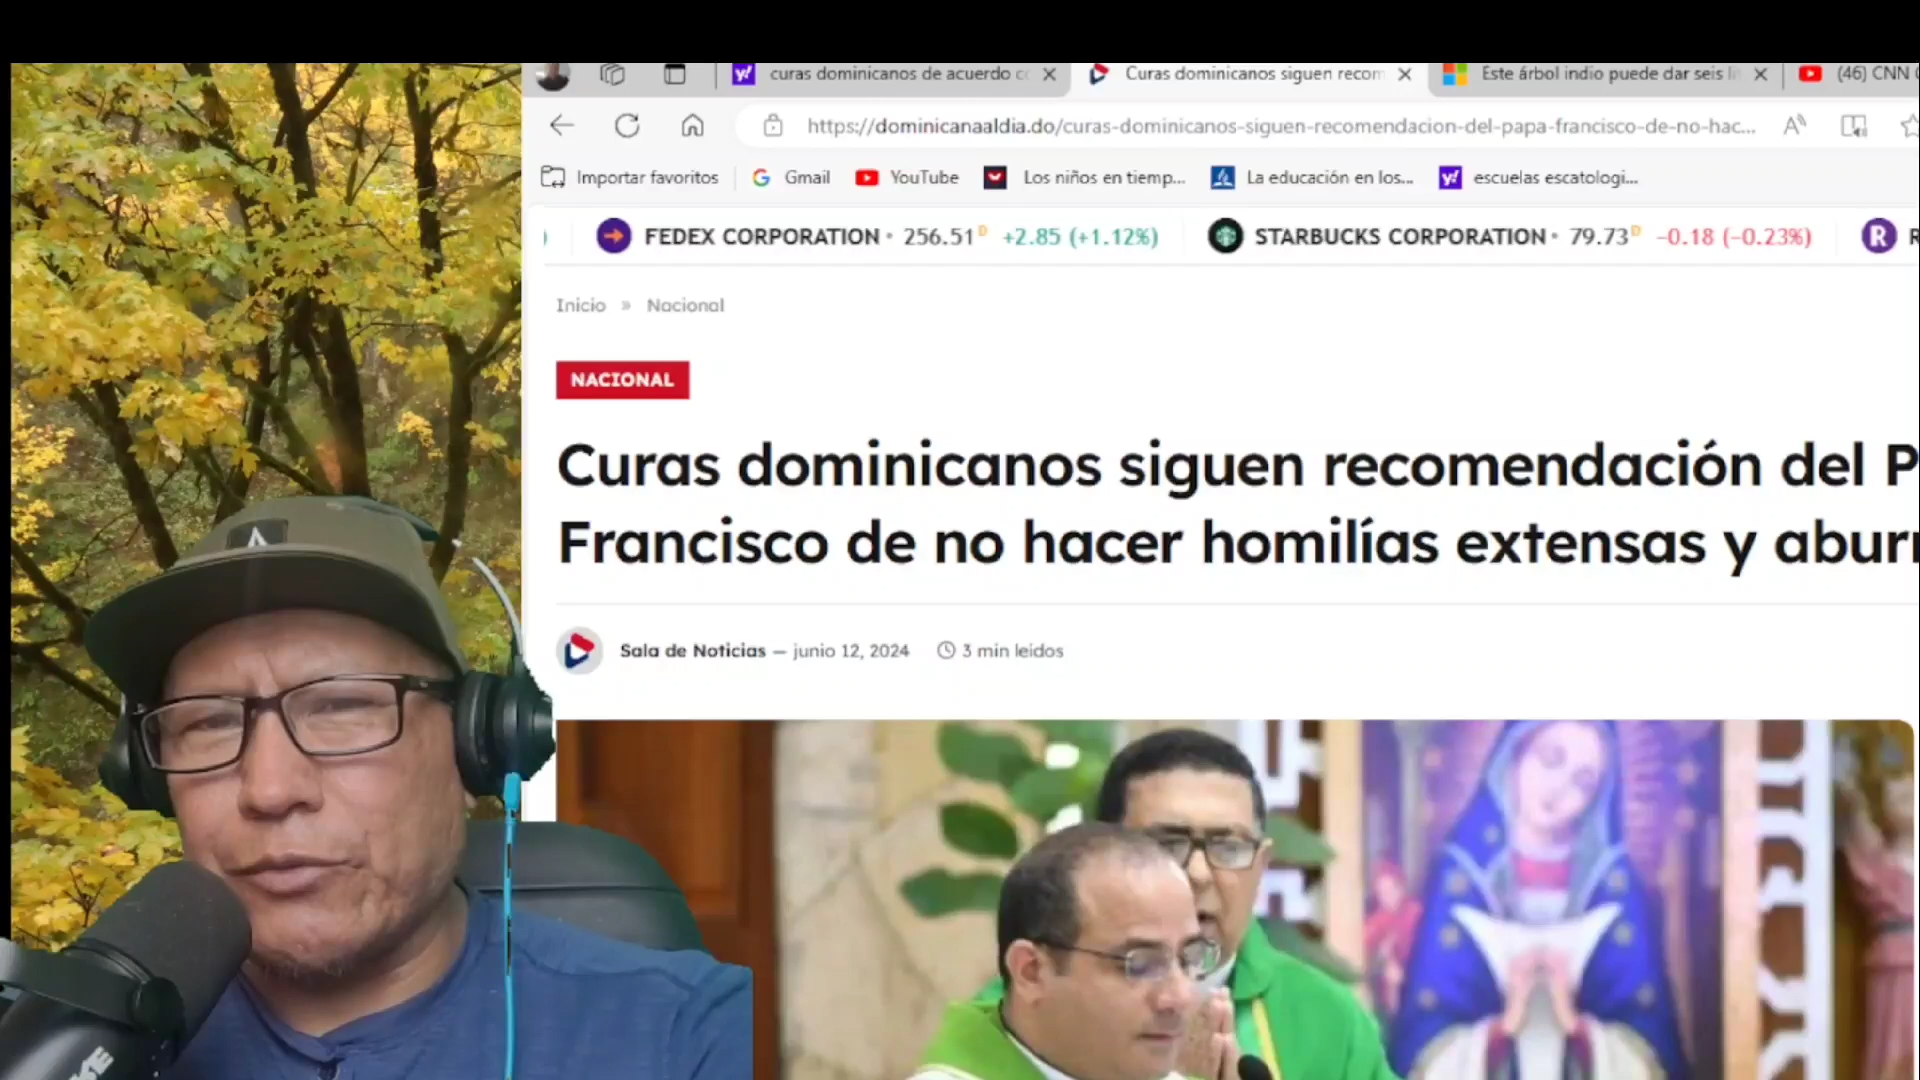 curas dominicanos de acuerdo
Curas dominicanos siguen recom
Este árbol indio puede dar seis
(46) CNN
https://dominicanaaldia.do/curas-dominicanos-siguen-recomendacion-del-papa-francisco-de-no-hac...
Importar favoritos
Gmail
YouTube
Los niños en tiemp...
La educación en los...
escuelas escatologi...
FEDEX CORPORATION • 256.51 D +2.85 (+1.12%)
STARBUCKS CORPORATION • 79.73 D −0.18 (−0.23%)
Inicio » Nacional
NACIONAL
Curas dominicanos siguen recomendación del P
Francisco de no hacer homilías extensas y aburr
Sala de Noticias — junio 12, 2024 3 min leidos